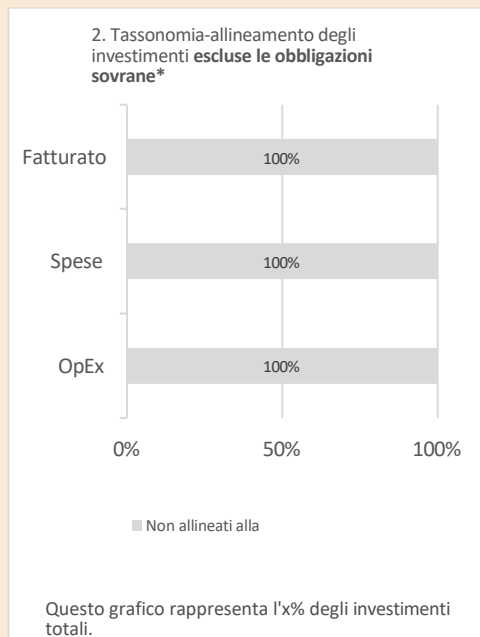 2. Tassonomia-allineamento degli
investimenti escluse le obbligazioni
sovrane*
Fatturato
100%
Spese
100%
OpEx
100%
0%
50%
100%
Non allineati alla
Questo grafico rappresenta l'x% degli investimenti
totali.